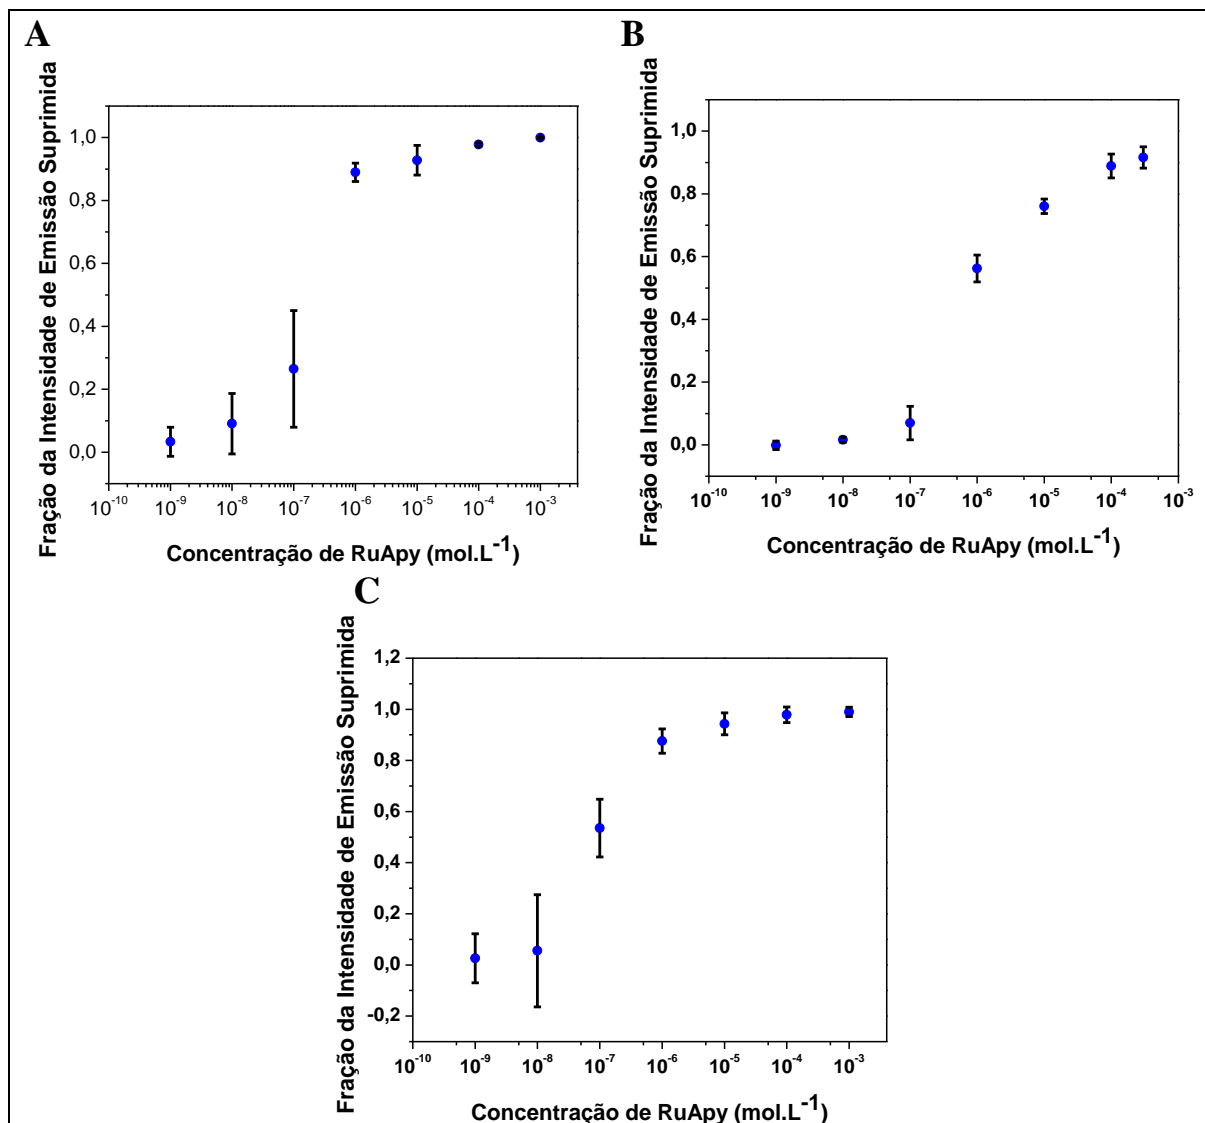 A
Fração da Intensidade de Emissão Suprimida
1,0
0,8
0,6
0,4
0,2
0,0
10⁻¹⁰ 10⁻⁹ 10⁻⁸ 10⁻⁷ 10⁻⁶ 10⁻⁵ 10⁻⁴ 10⁻³
Concentração de RuApy (mol.L⁻¹)
B
Fração da Intensidade de Emissão Suprimida
1,0
0,8
0,6
0,4
0,2
0,0
10⁻¹⁰ 10⁻⁹ 10⁻⁸ 10⁻⁷ 10⁻⁶ 10⁻⁵ 10⁻⁴ 10⁻³
Concentração de RuApy (mol.L⁻¹)
C
Fração da Intensidade de Emissão Suprimida
1,2
1,0
0,8
0,6
0,4
0,2
0,0
-0,2
10⁻¹⁰ 10⁻⁹ 10⁻⁸ 10⁻⁷ 10⁻⁶ 10⁻⁵ 10⁻⁴ 10⁻³
Concentração de RuApy (mol.L⁻¹)